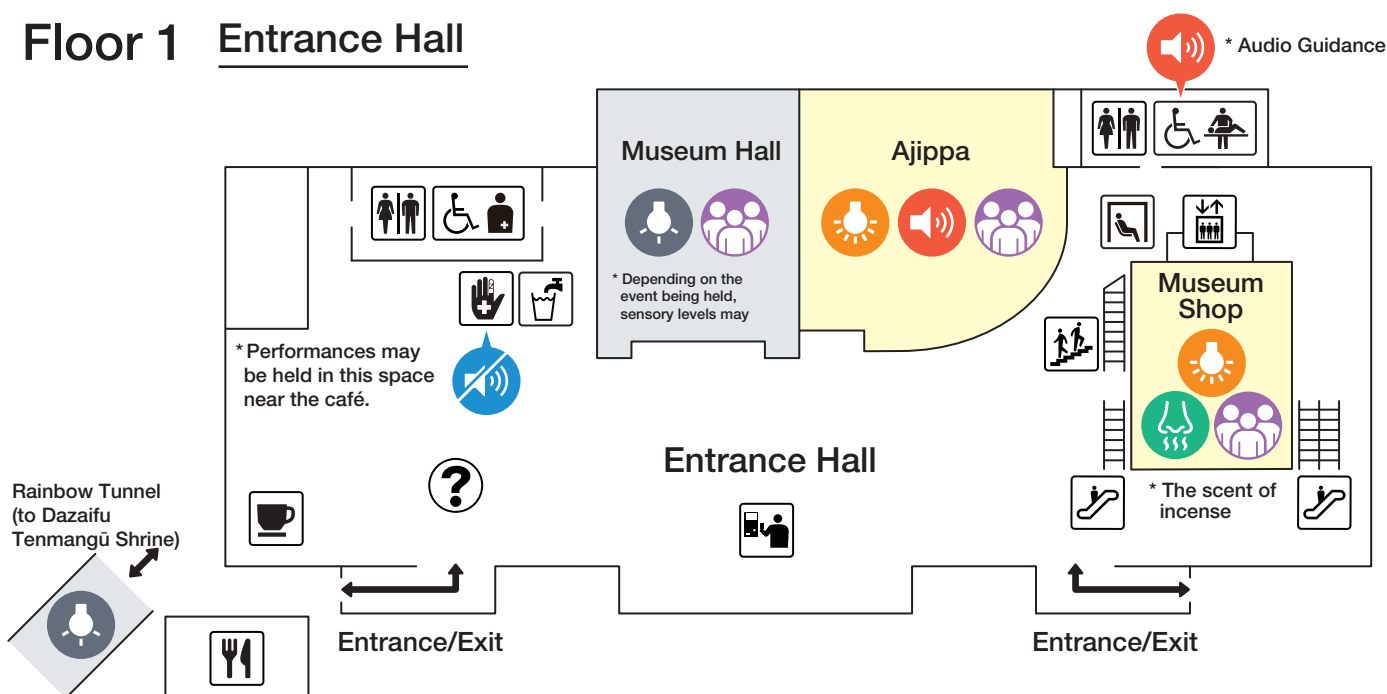 Floor 1 Entrance Hall
* Audio Guidance
Museum Hall
* Depending on the
event being held,
sensory levels may
Ajippa
Museum
Shop
* Performances may
be held in this space
near the café.
Entrance Hall
?
* The scent of
incense
Rainbow Tunnel
(to Dazaifu
Tenmangū Shrine)
Entrance/Exit
Entrance/Exit